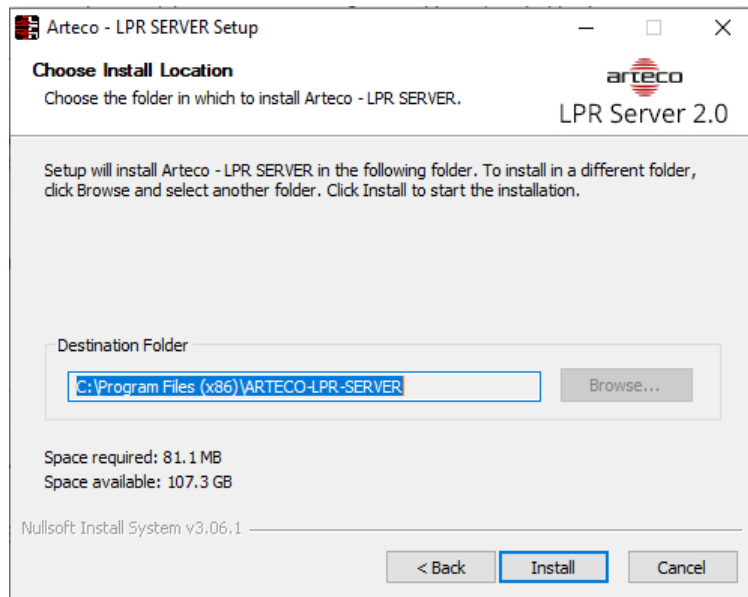 Arteco - LPR SERVER Setup
Choose Install Location
Choose the folder in which to install Arteco - LPR SERVER.
arteco
LPR Server 2.0
Setup will install Arteco - LPR SERVER in the following folder. To install in a different folder,
click Browse and select another folder. Click Install to start the installation.
Destination Folder
C:\Program Files (x86)\ARTECO-LPR-SERVER
Browse...
Space required: 81.1 MB
Space available: 107.3 GB
Nullsoft Install System v3.06.1
< Back
Install
Cancel